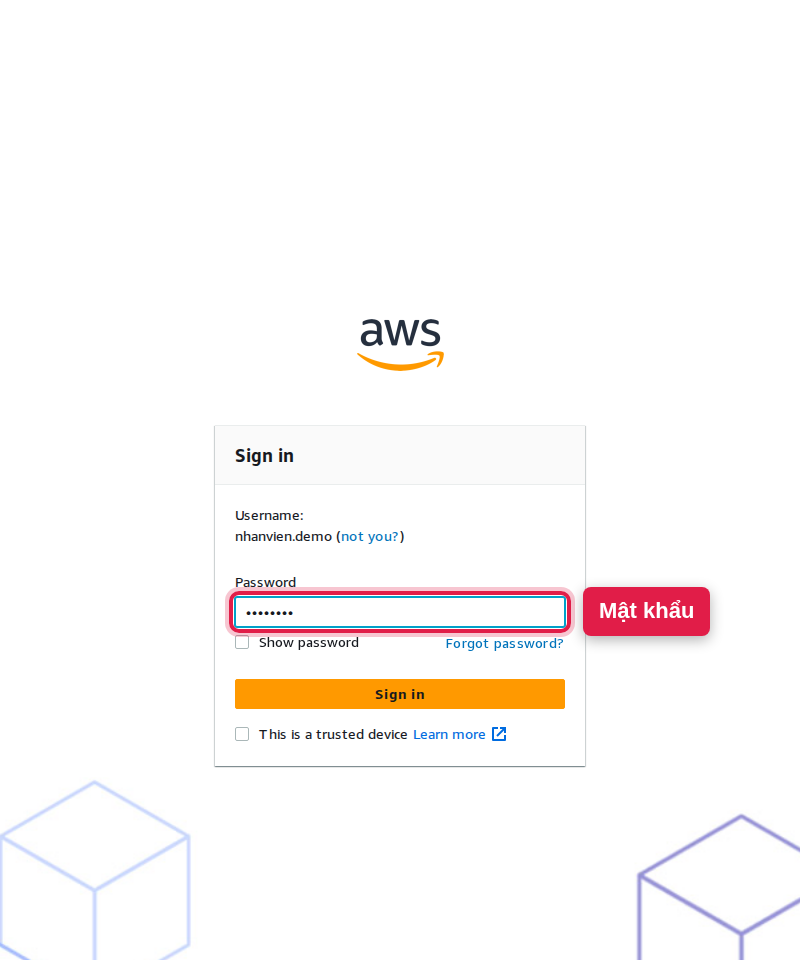 aws
Sign in
Username:
nhanvien.demo (not you?)
Password
••••••••
Mật khẩu
Show password
Forgot password?
Sign in
This is a trusted device Learn more